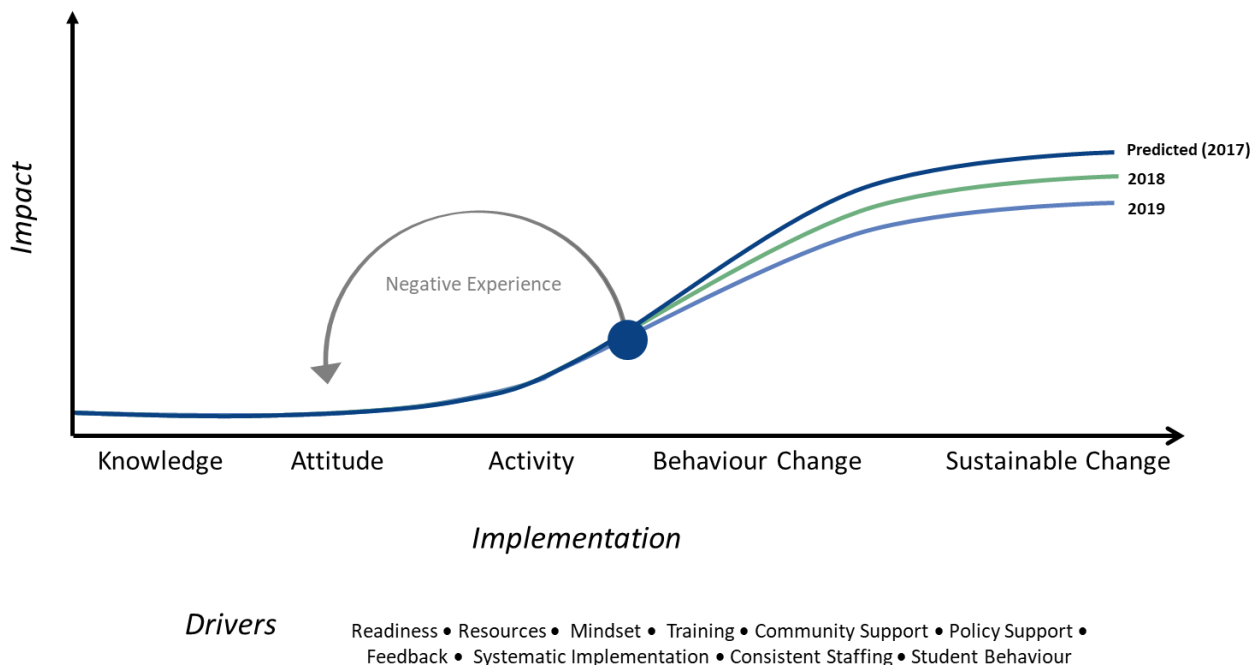 Predicted (2017)
2018
2019
Impact
Negative Experience
Knowledge Attitude Activity Behaviour Change Sustainable Change
Implementation
Drivers
Readiness • Resources • Mindset • Training • Community Support • Policy Support •
Feedback • Systematic Implementation • Consistent Staffing • Student Behaviour